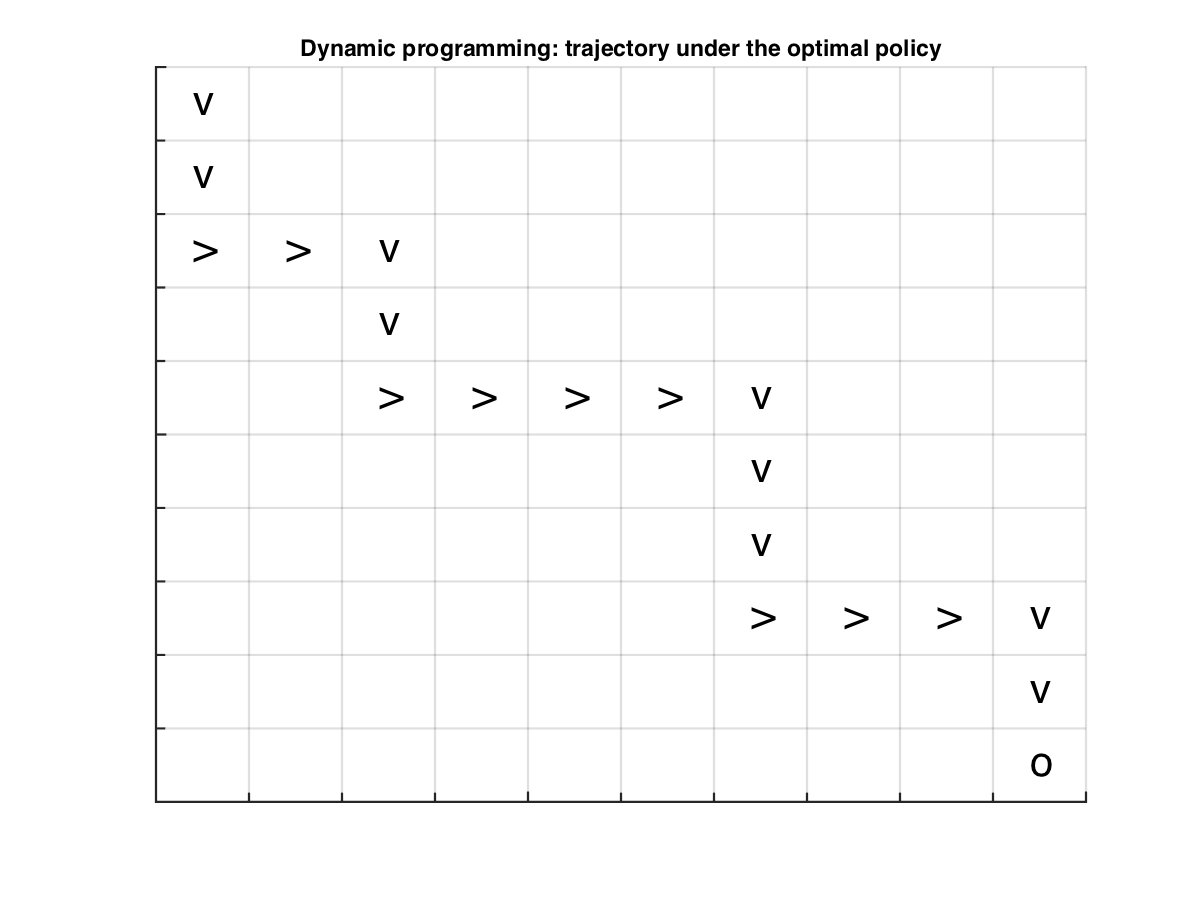 Dynamic programming: trajectory under the optimal policy
v
v
> > v
v
> > > > v
v
v
> > > v
v
o